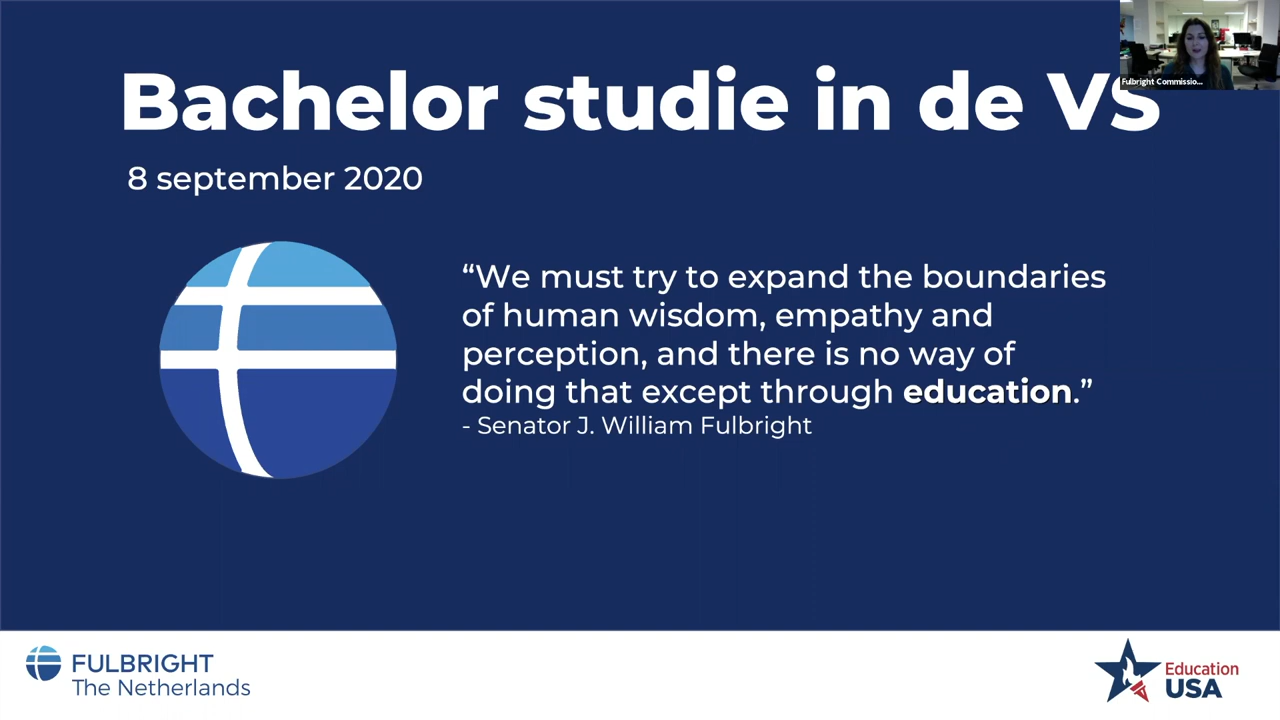 Bachelor studie in de VS
8 september 2020
“We must try to expand the boundaries
of human wisdom, empathy and
perception, and there is no way of
doing that except through education.”
- Senator J. William Fulbright
Fulbright Commissio...
FULBRIGHT
The Netherlands
Education
USA